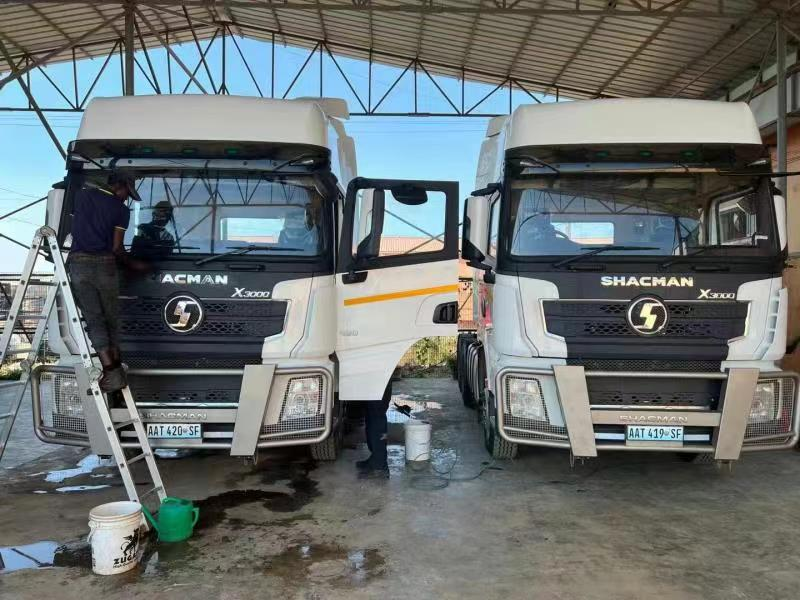 ACMAN
X3000
SHACMAN
AAT 420 SF
SHACMAN
X3000
SHACMAN
AAT 419 SF